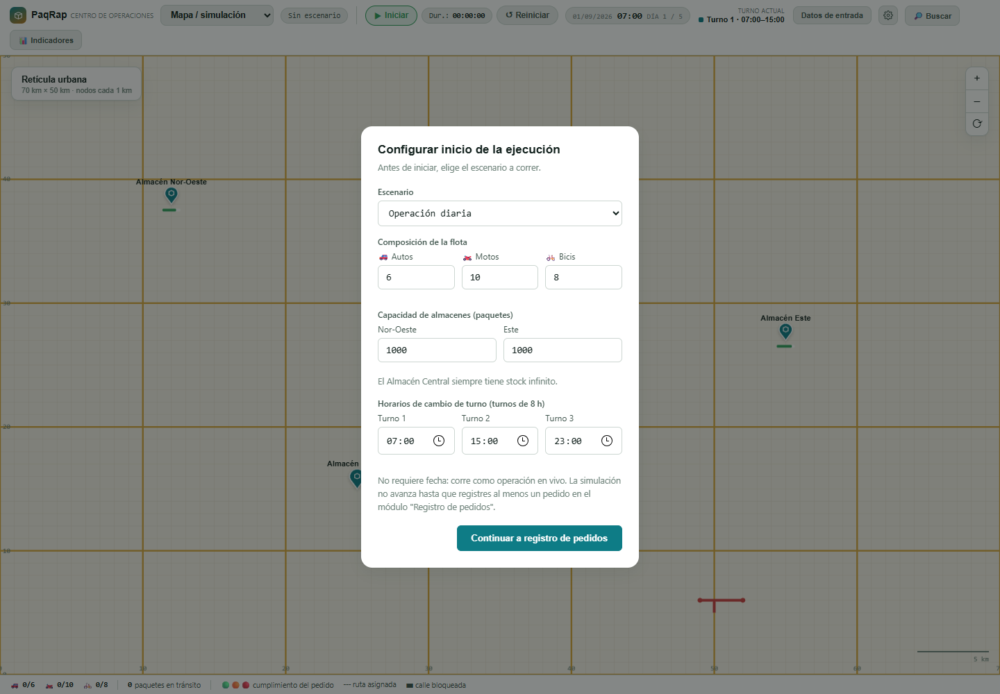 PaqRap CENTRO DE OPERACIONES Mapa / simulación Sin escenario Iniciar Dur.: 00:00:00 Reiniciar 01/09/2026 07:00 DÍA 1 / 5 TURNO ACTUAL Turno 1 · 07:00–15:00 Datos de entrada Buscar
Indicadores
Retícula urbana
70 km × 50 km · nodos cada 1 km
+
−
Configurar inicio de la ejecución
Antes de iniciar, elige el escenario a correr.
Almacén Nor-Oeste
40
Escenario
Operación diaria
Composición de la flota
Autos Motos Bicis
6 10 8
30
Capacidad de almacenes (paquetes)
Almacén Este
Nor-Oeste Este
1000 1000
El Almacén Central siempre tiene stock infinito.
Horarios de cambio de turno (turnos de 8 h)
Turno 1 Turno 2 Turno 3
20
07:00 15:00 23:00
Almacén
No requiere fecha: corre como operación en vivo. La simulación
no avanza hasta que registres al menos un pedido en el
módulo "Registro de pedidos".
Continuar a registro de pedidos
10
5 km
10 20 30 40 50 60
0/6 0/10 0/8 0 paquetes en tránsito cumplimiento del pedido ruta asignada calle bloqueada